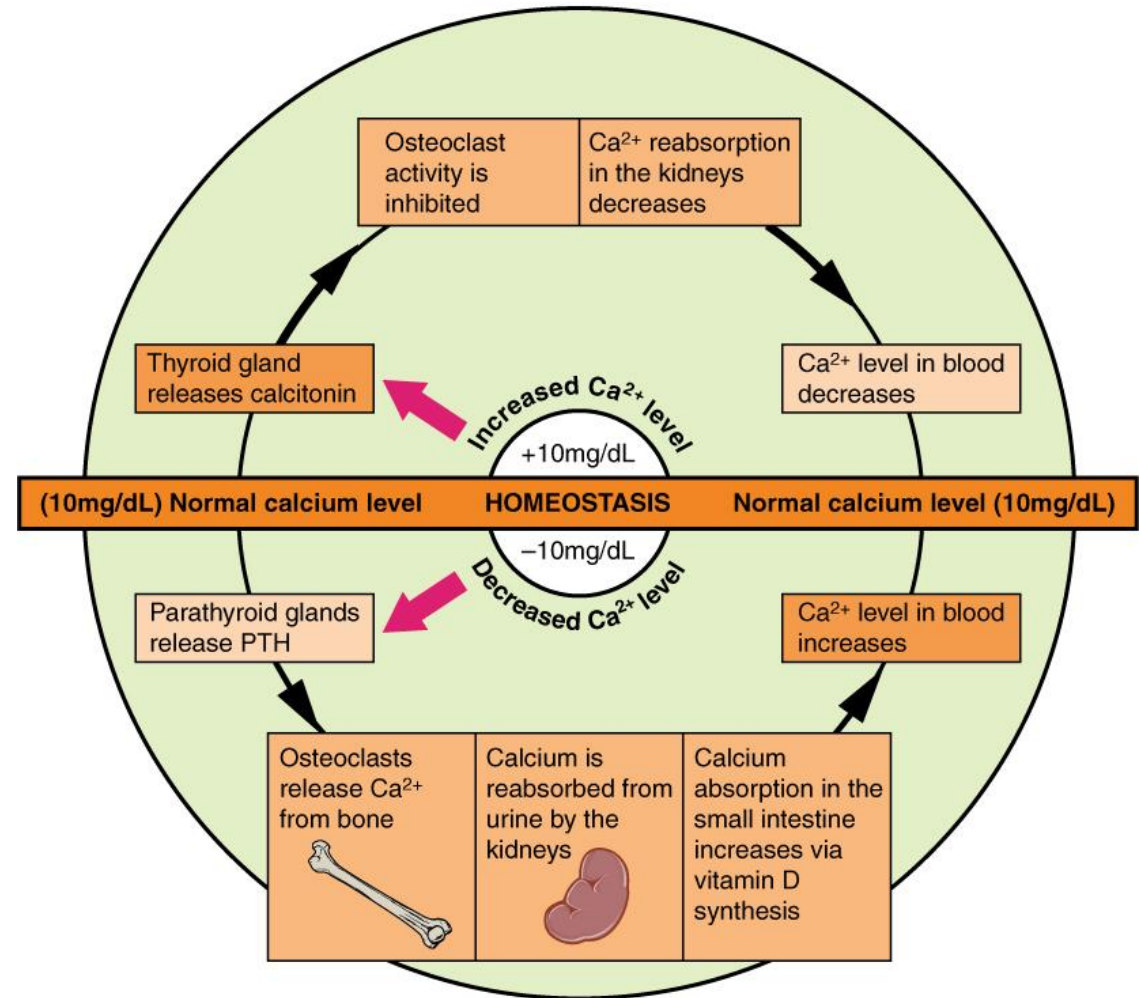 Osteoclast
activity is
inhibited
Ca²⁺ reabsorption
in the kidneys
decreases
Thyroid gland
releases calcitonin
Increased Ca²⁺ level
+10mg/dL
Ca²⁺ level in blood
decreases
(10mg/dL) Normal calcium level HOMEOSTASIS Normal calcium level (10mg/dL)
–10mg/dL
Decreased Ca²⁺ level
Parathyroid glands
release PTH
Ca²⁺ level in blood
increases
Osteoclasts
release Ca²⁺
from bone
Calcium is
reabsorbed from
urine by the
kidneys
Calcium
absorption in the
small intestine
increases via
vitamin D
synthesis